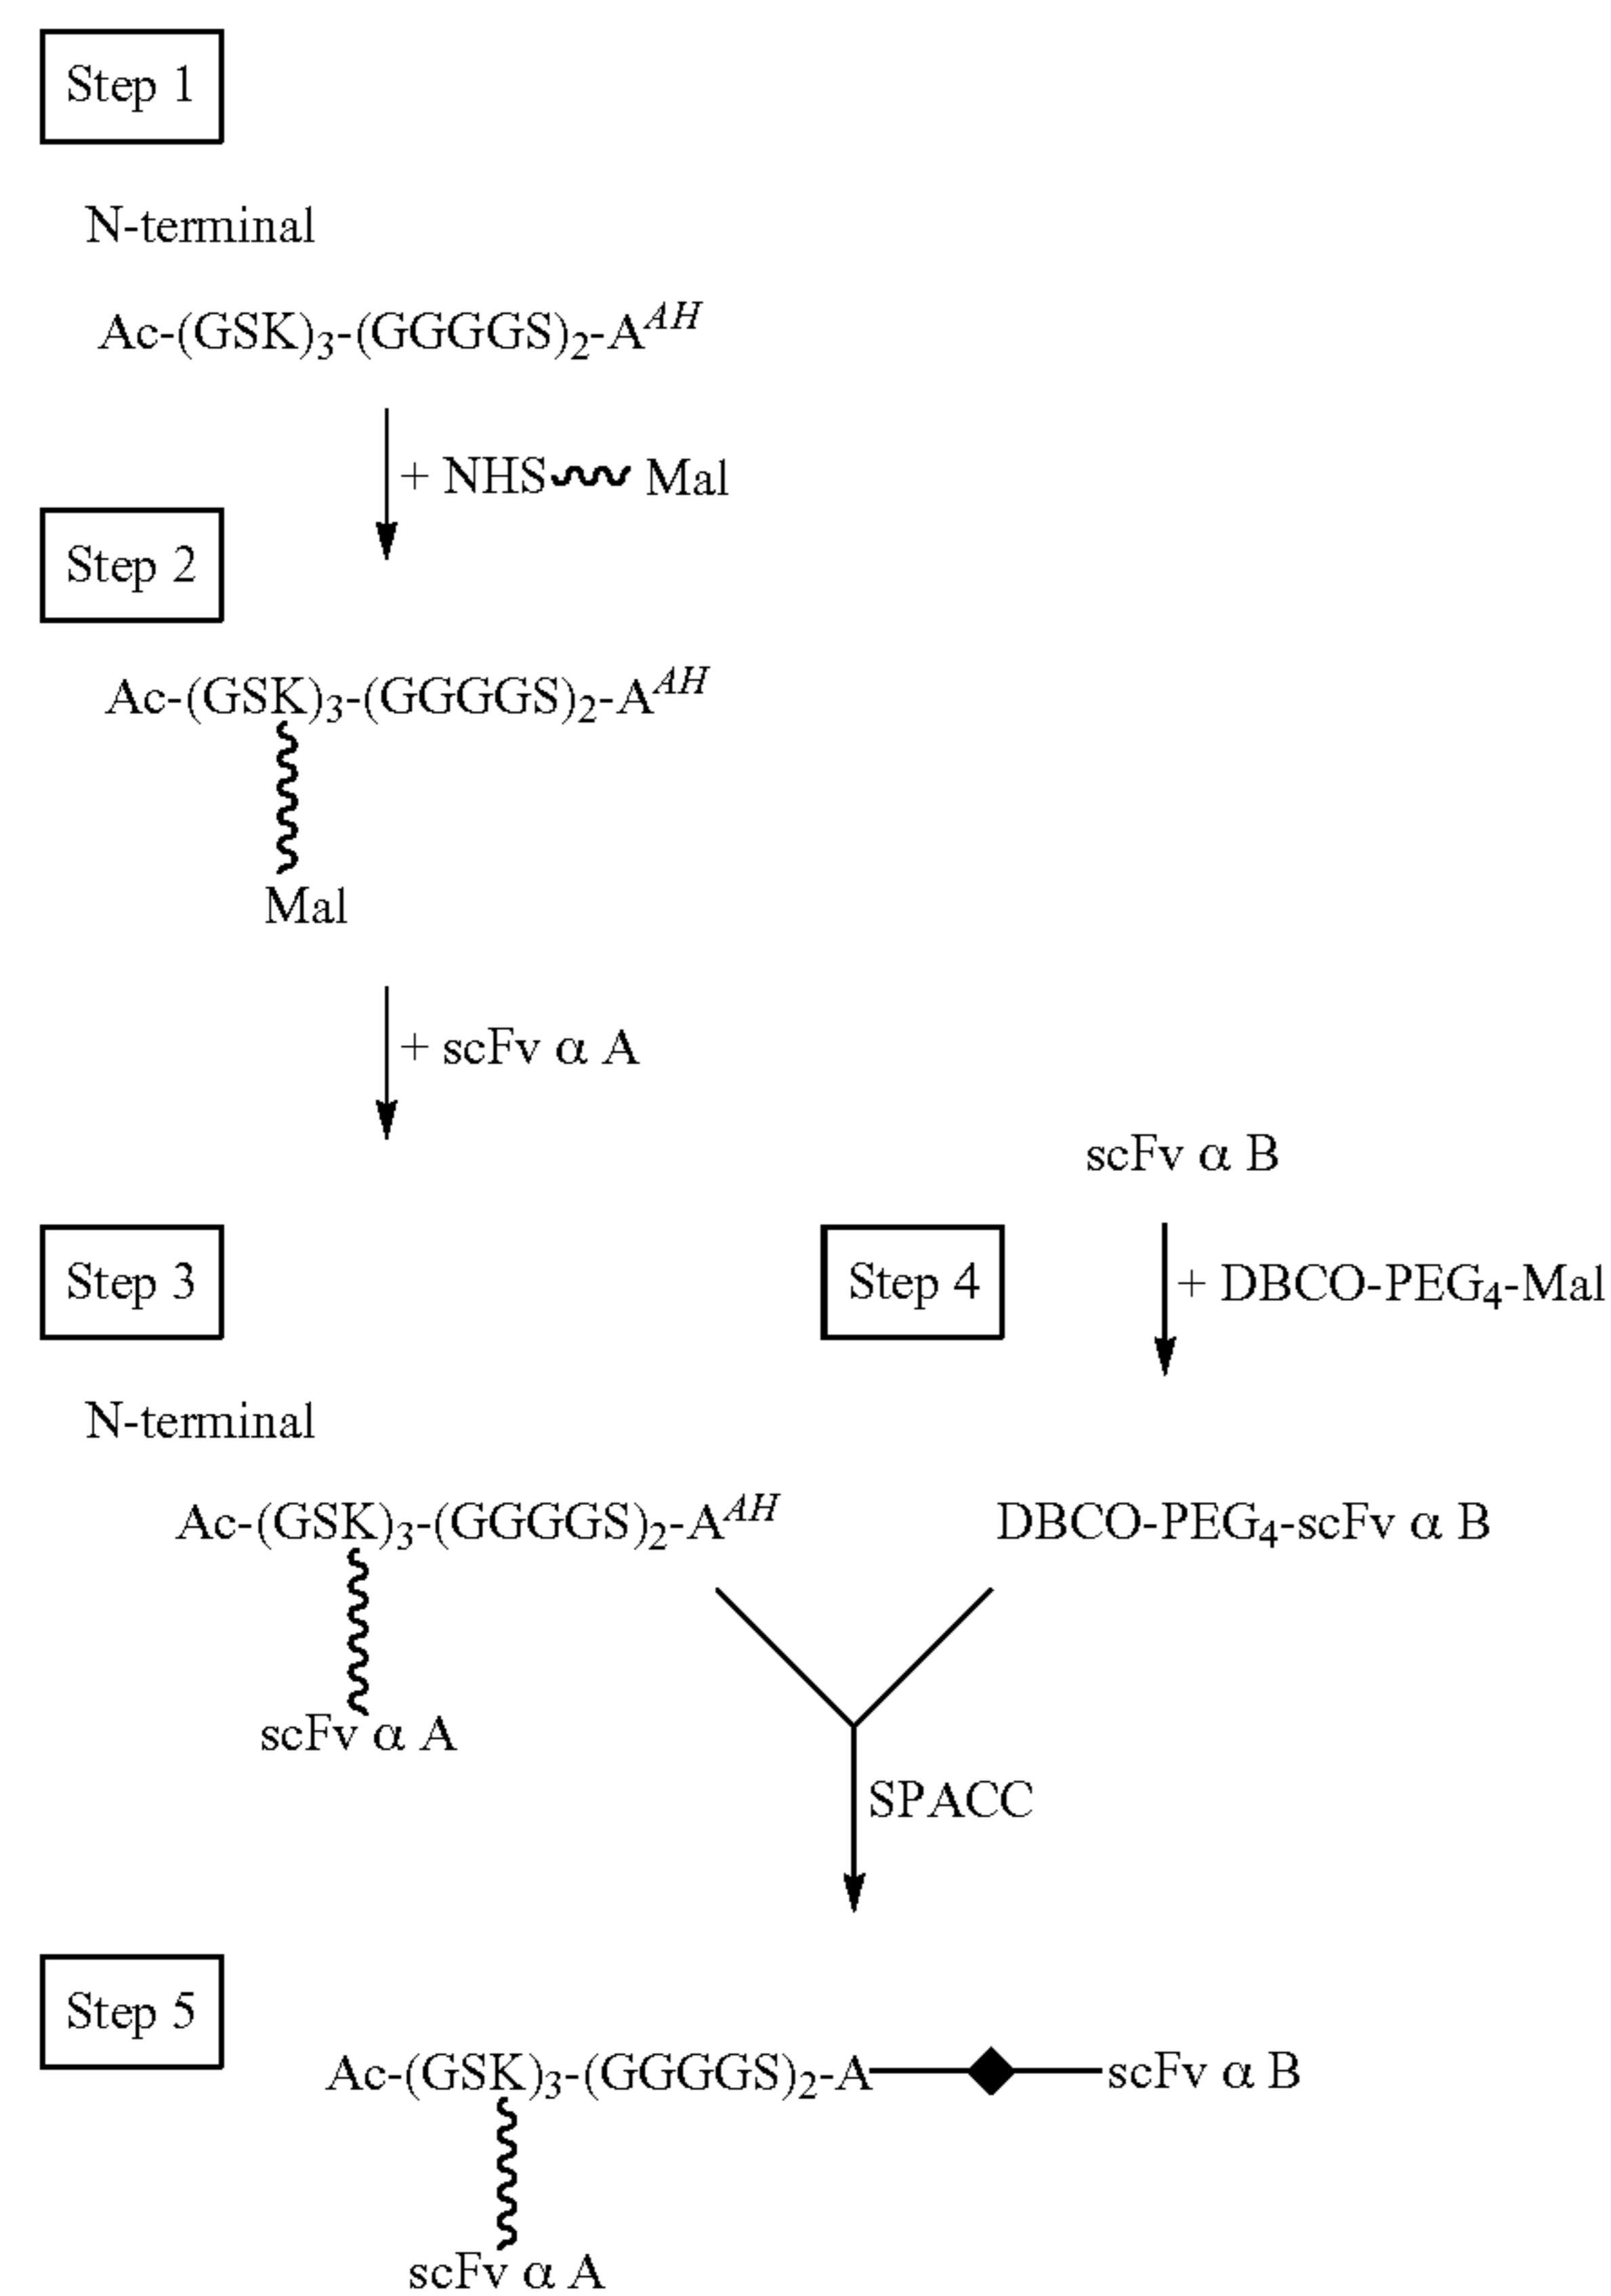 Step 1
N-terminal
Ac-(GSK)₃-(GGGGS)₂-Aᴬᴴ
+ NHS Mal
Step 2
Ac-(GSK)₃-(GGGGS)₂-Aᴬᴴ
Mal
+ scFv α A
scFv α B
Step 3
Step 4
+ DBCO-PEG₄-Mal
N-terminal
Ac-(GSK)₃-(GGGGS)₂-Aᴬᴴ
DBCO-PEG₄-scFv α B
scFv α A
SPACC
Step 5
Ac-(GSK)₃-(GGGGS)₂-A
scFv α B
scFv α A